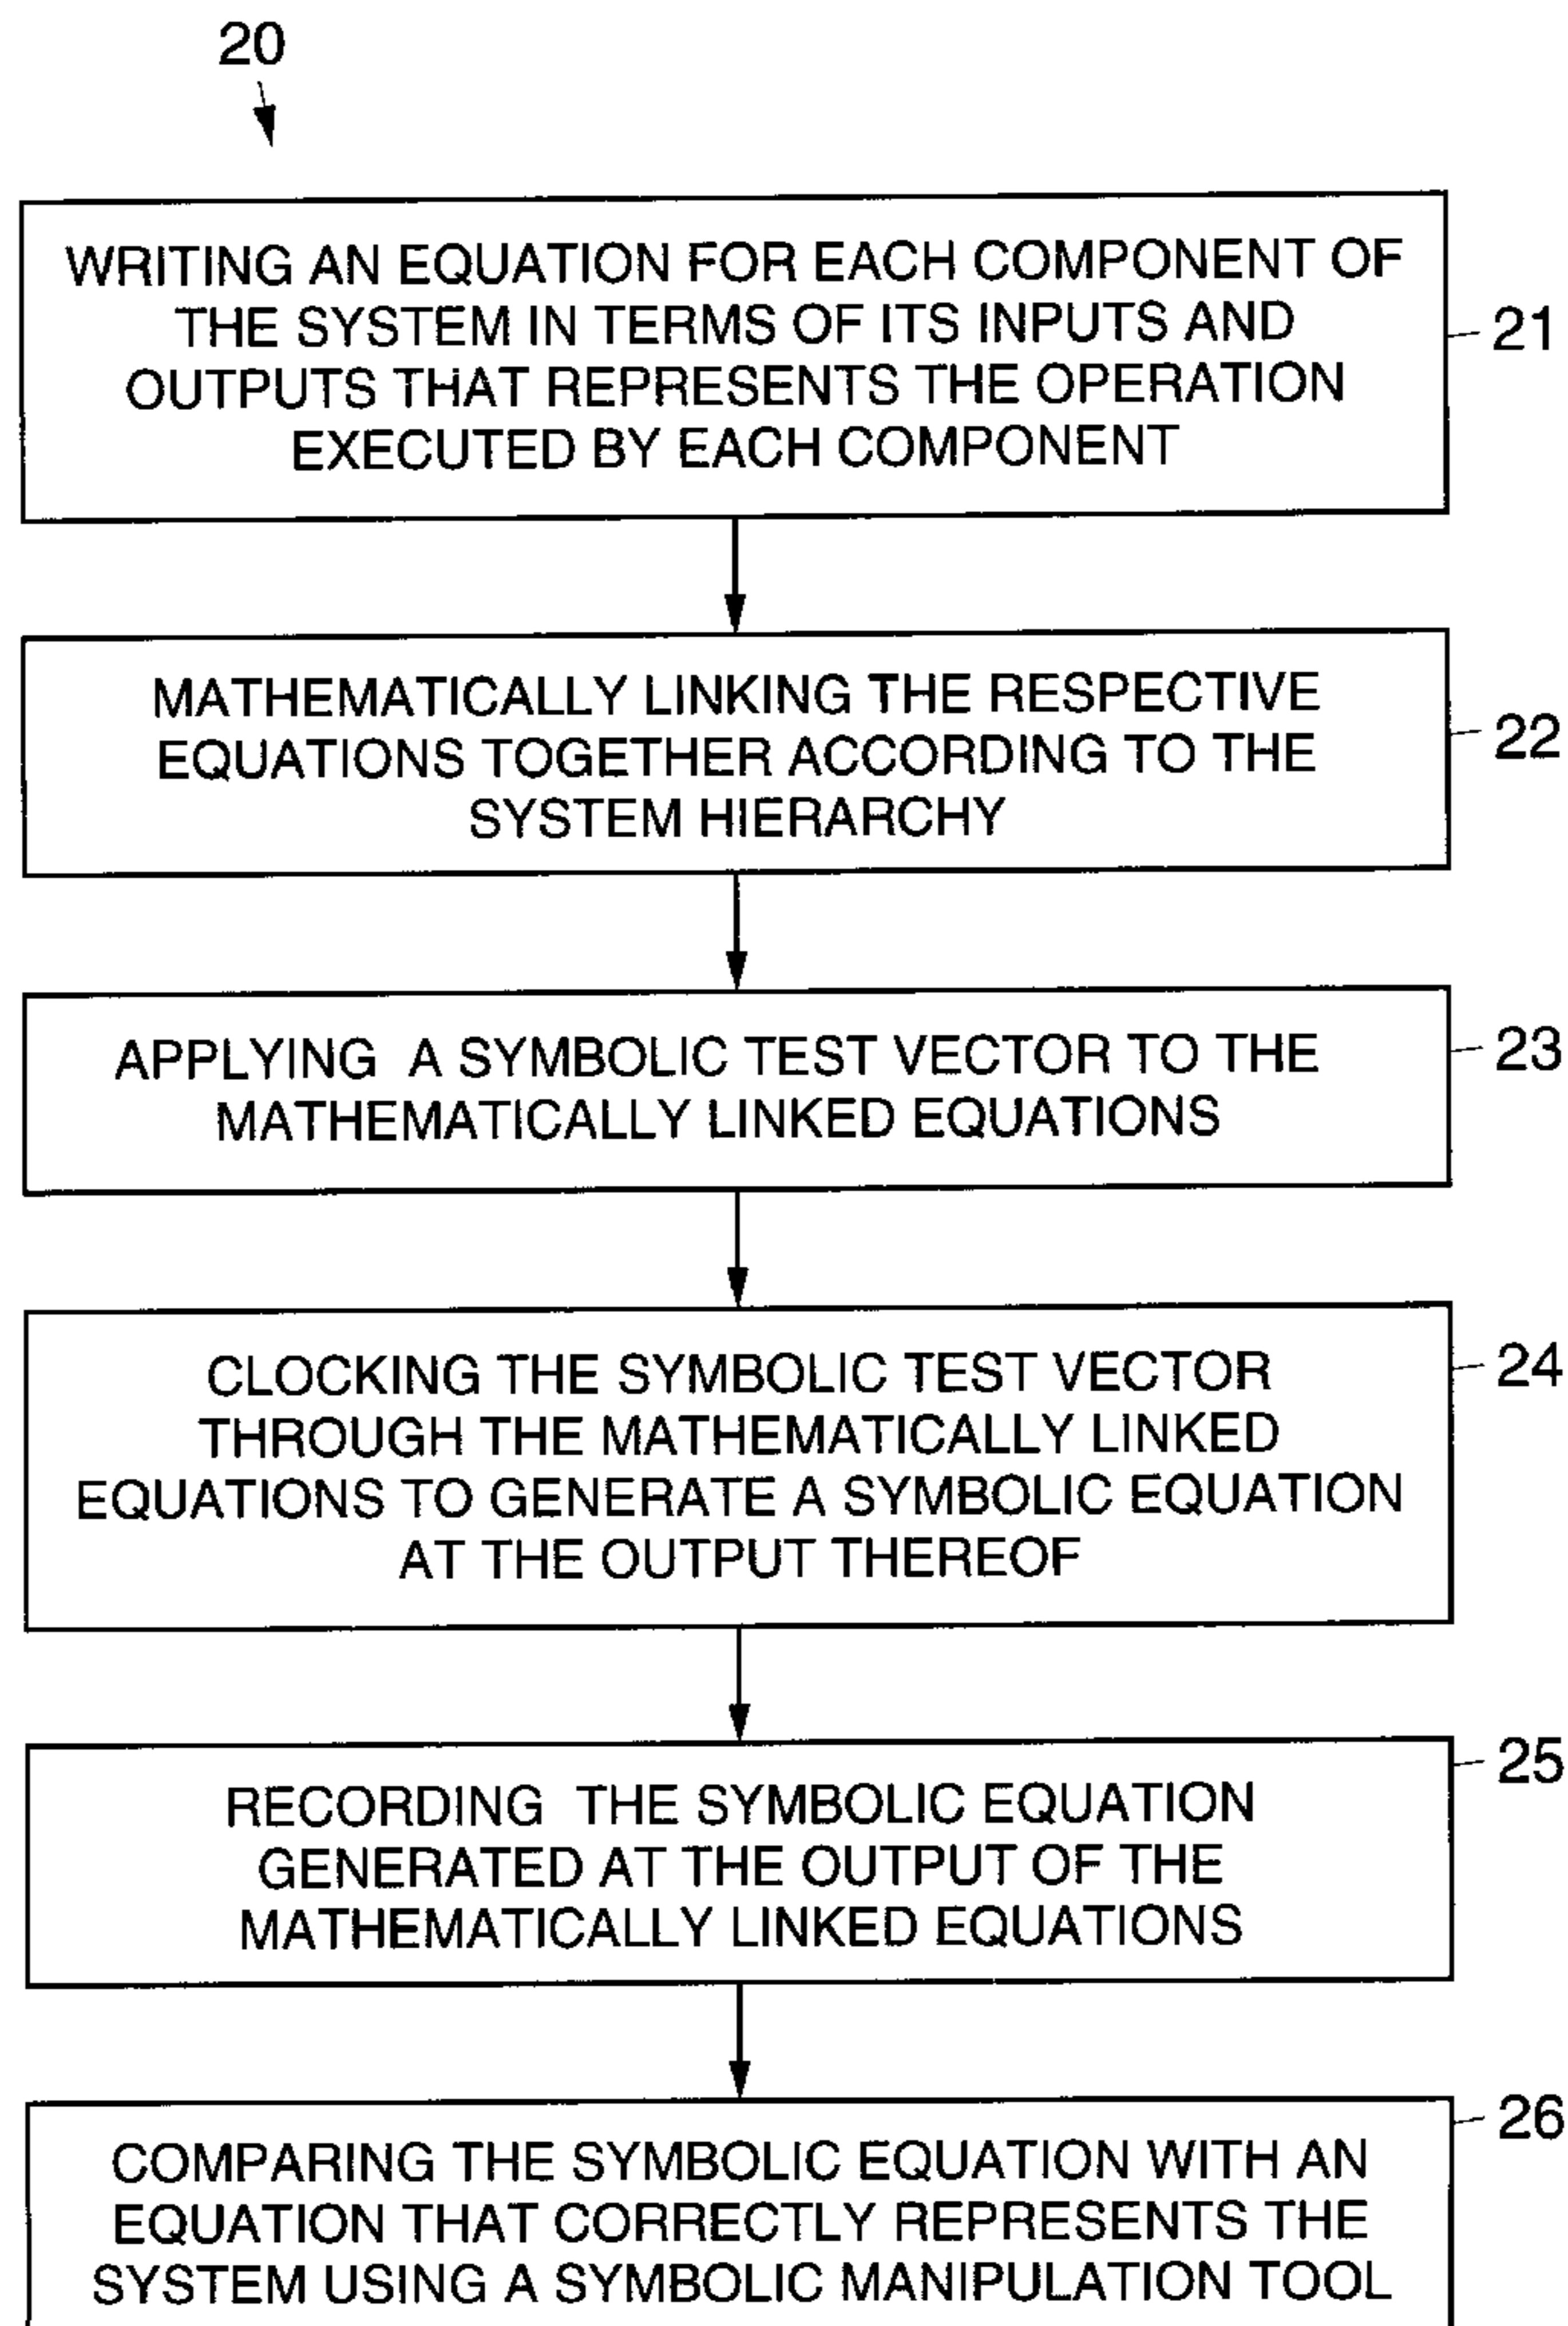 20
WRITING AN EQUATION FOR EACH COMPONENT OF
THE SYSTEM IN TERMS OF ITS INPUTS AND
OUTPUTS THAT REPRESENTS THE OPERATION
EXECUTED BY EACH COMPONENT
21
MATHEMATICALLY LINKING THE RESPECTIVE
EQUATIONS TOGETHER ACCORDING TO THE
SYSTEM HIERARCHY
22
APPLYING A SYMBOLIC TEST VECTOR TO THE
MATHEMATICALLY LINKED EQUATIONS
23
CLOCKING THE SYMBOLIC TEST VECTOR
THROUGH THE MATHEMATICALLY LINKED
EQUATIONS TO GENERATE A SYMBOLIC EQUATION
AT THE OUTPUT THEREOF
24
RECORDING THE SYMBOLIC EQUATION
GENERATED AT THE OUTPUT OF THE
MATHEMATICALLY LINKED EQUATIONS
25
COMPARING THE SYMBOLIC EQUATION WITH AN
EQUATION THAT CORRECTLY REPRESENTS THE
SYSTEM USING A SYMBOLIC MANIPULATION TOOL
26